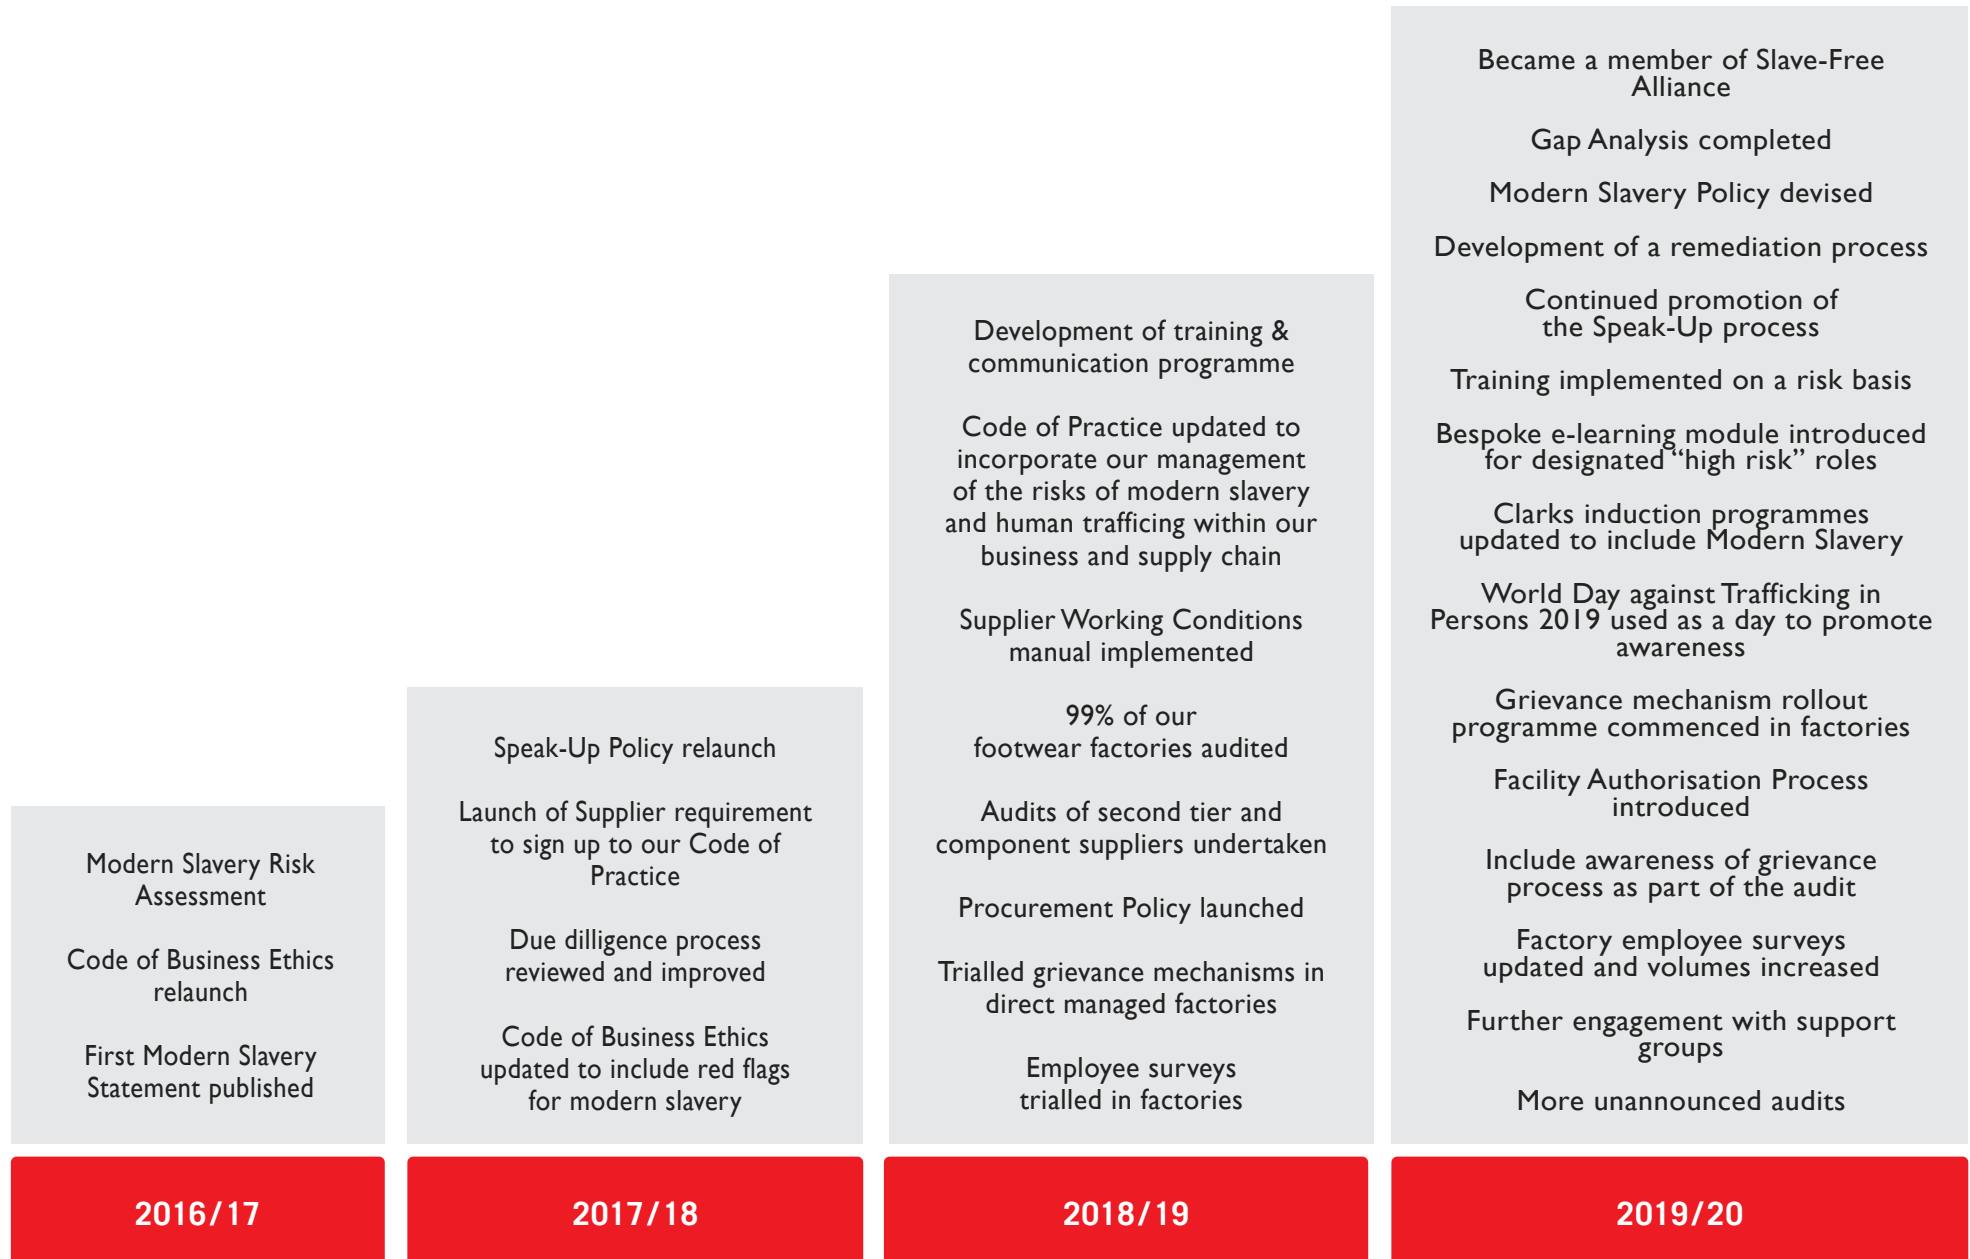 Modern Slavery Risk
Assessment
Code of Business Ethics
relaunch
First Modern Slavery
Statement published
2016/17
Speak-Up Policy relaunch
Launch of Supplier requirement
to sign up to our Code of
Practice
Due dilligence process
reviewed and improved
Code of Business Ethics
updated to include red flags
for modern slavery
2017/18
Development of training &
communication programme
Code of Practice updated to
incorporate our management
of the risks of modern slavery
and human trafficing within our
business and supply chain
Supplier Working Conditions
manual implemented
99% of our
footwear factories audited
Audits of second tier and
component suppliers undertaken
Procurement Policy launched
Trialled grievance mechanisms in
direct managed factories
Employee surveys
trialled in factories
2018/19
Became a member of Slave-Free
Alliance
Gap Analysis completed
Modern Slavery Policy devised
Development of a remediation process
Continued promotion of
the Speak-Up process
Training implemented on a risk basis
Bespoke e-learning module introduced
for designated “high risk” roles
Clarks induction programmes
updated to include Modern Slavery
World Day against Trafficking in
Persons 2019 used as a day to promote
awareness
Grievance mechanism rollout
programme commenced in factories
Facility Authorisation Process
introduced
Include awareness of grievance
process as part of the audit
Factory employee surveys
updated and volumes increased
Further engagement with support
groups
More unannounced audits
2019/20